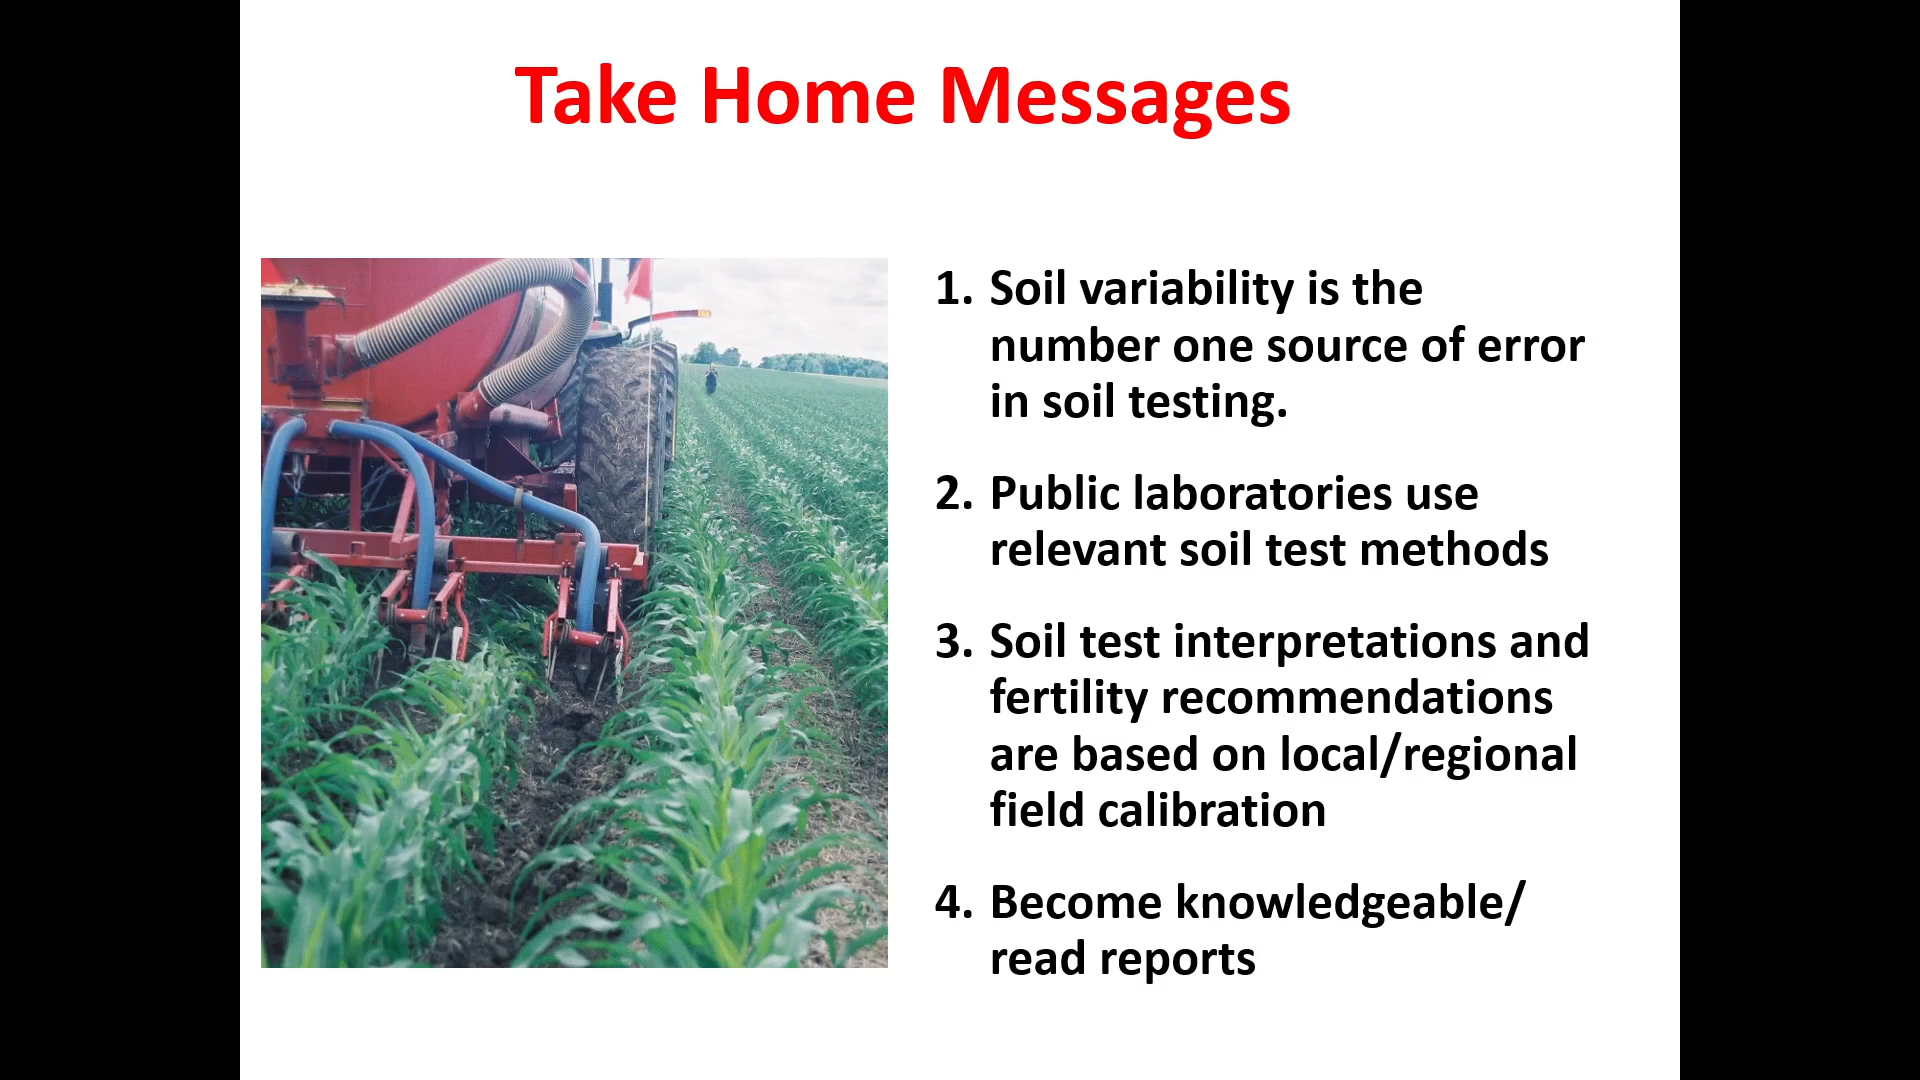 Take Home Messages
1. Soil variability is the
number one source of error
in soil testing.
2. Public laboratories use
relevant soil test methods
3. Soil test interpretations and
fertility recommendations
are based on local/regional
field calibration
4. Become knowledgeable/
read reports